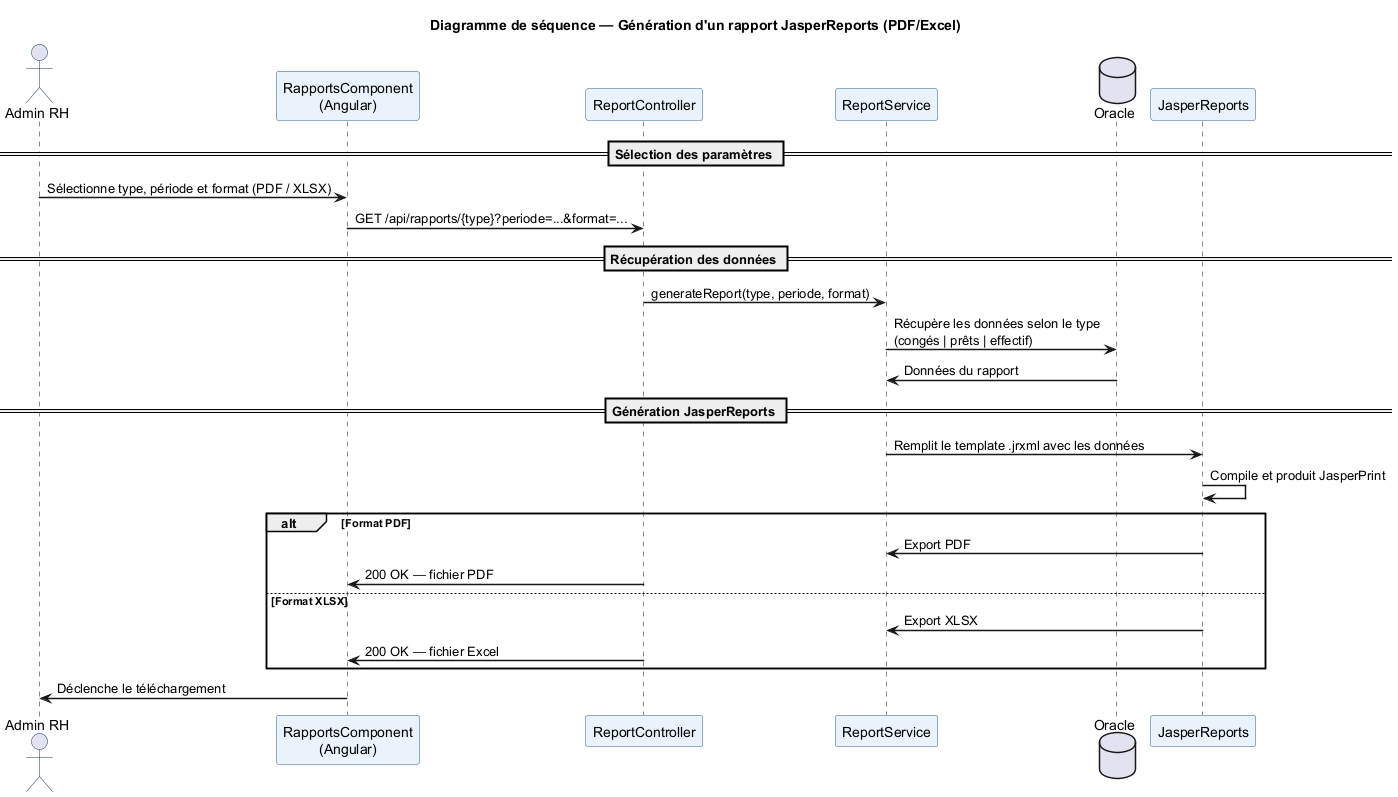 Diagramme de séquence — Génération d'un rapport JasperReports (PDF/Excel)
Admin RH
RapportsComponent
(Angular)
ReportController
ReportService
Oracle
JasperReports
Sélection des paramètres
Sélectionne type, période et format (PDF / XLSX)
GET /api/rapports/{type}?periode=...&format=...
Récupération des données
generateReport(type, periode, format)
Récupère les données selon le type
(congés | prêts | effectif)
Données du rapport
Génération JasperReports
Remplit le template .jrxml avec les données
Compile et produit JasperPrint
alt
[Format PDF]
Export PDF
200 OK — fichier PDF
[Format XLSX]
Export XLSX
200 OK — fichier Excel
Déclenche le téléchargement
Admin RH
RapportsComponent
(Angular)
ReportController
ReportService
Oracle
JasperReports